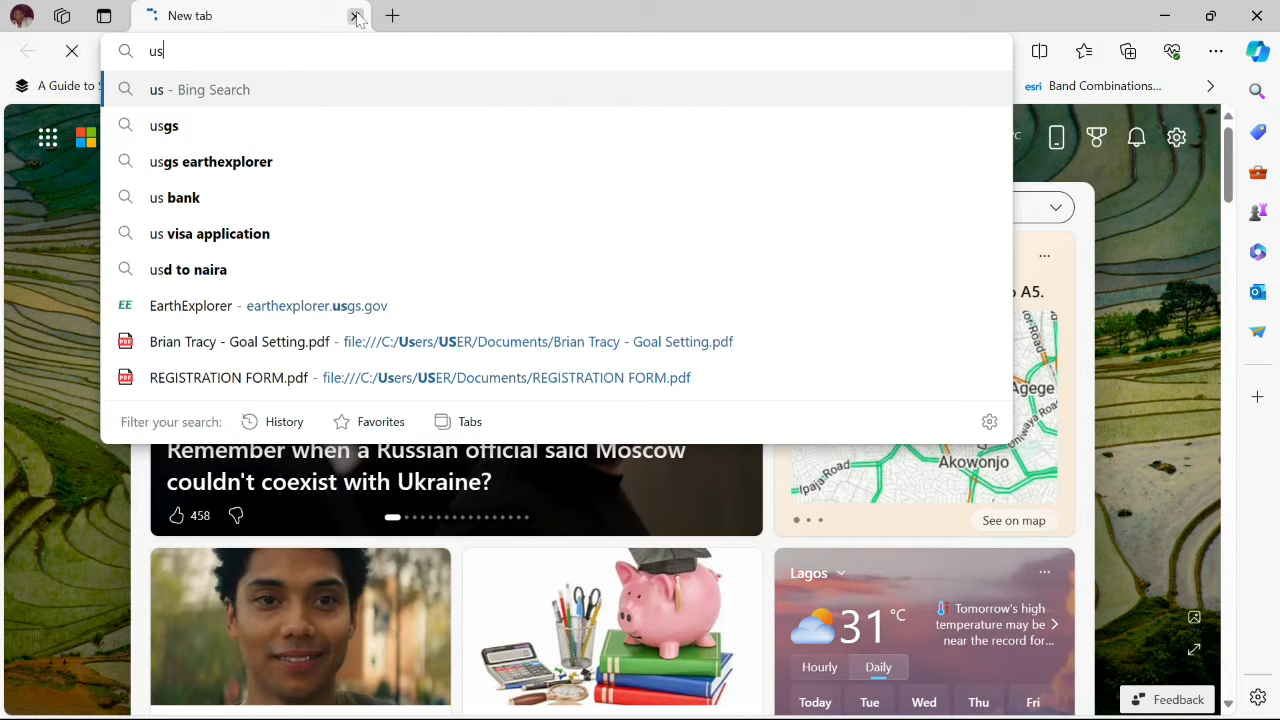 New tab
us
A Guide to S
esri Band Combinations...
us - Bing Search
usgs
usgs earthexplorer
us bank
us visa application
usd to naira
EE EarthExplorer - earthexplorer.usgs.gov
PDF Brian Tracy - Goal Setting.pdf - file:///C:/Users/USER/Documents/Brian Tracy - Goal Setting.pdf
PDF REGISTRATION FORM.pdf - file:///C:/Users/USER/Documents/REGISTRATION FORM.pdf
Filter your search: History Favorites Tabs
°C
o A5.
Agege
Akowonjo
Ipaja Road
See on map
Remember when a Russian official said Moscow
couldn't coexist with Ukraine?
458
Lagos
31 °C
Tomorrow's high
temperature may be
near the record for...
Hourly Daily
Today Tue Wed Thu Fri
Feedback